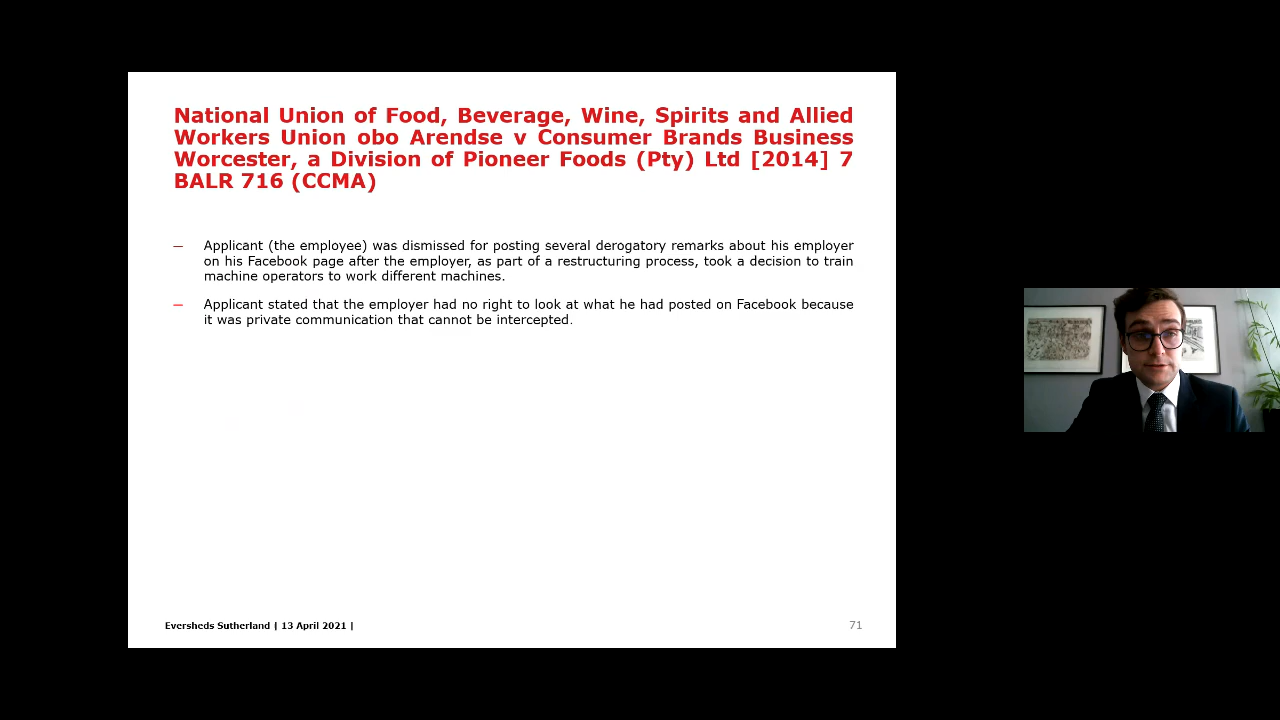 National Union of Food, Beverage, Wine, Spirits and Allied
Workers Union obo Arendse v Consumer Brands Business
Worcester, a Division of Pioneer Foods (Pty) Ltd [2014] 7
BALR 716 (CCMA)
— Applicant (the employee) was dismissed for posting several derogatory remarks about his employer
on his Facebook page after the employer, as part of a restructuring process, took a decision to train
machine operators to work different machines.
— Applicant stated that the employer had no right to look at what he had posted on Facebook because
it was private communication that cannot be intercepted.
Eversheds Sutherland | 13 April 2021 |
71